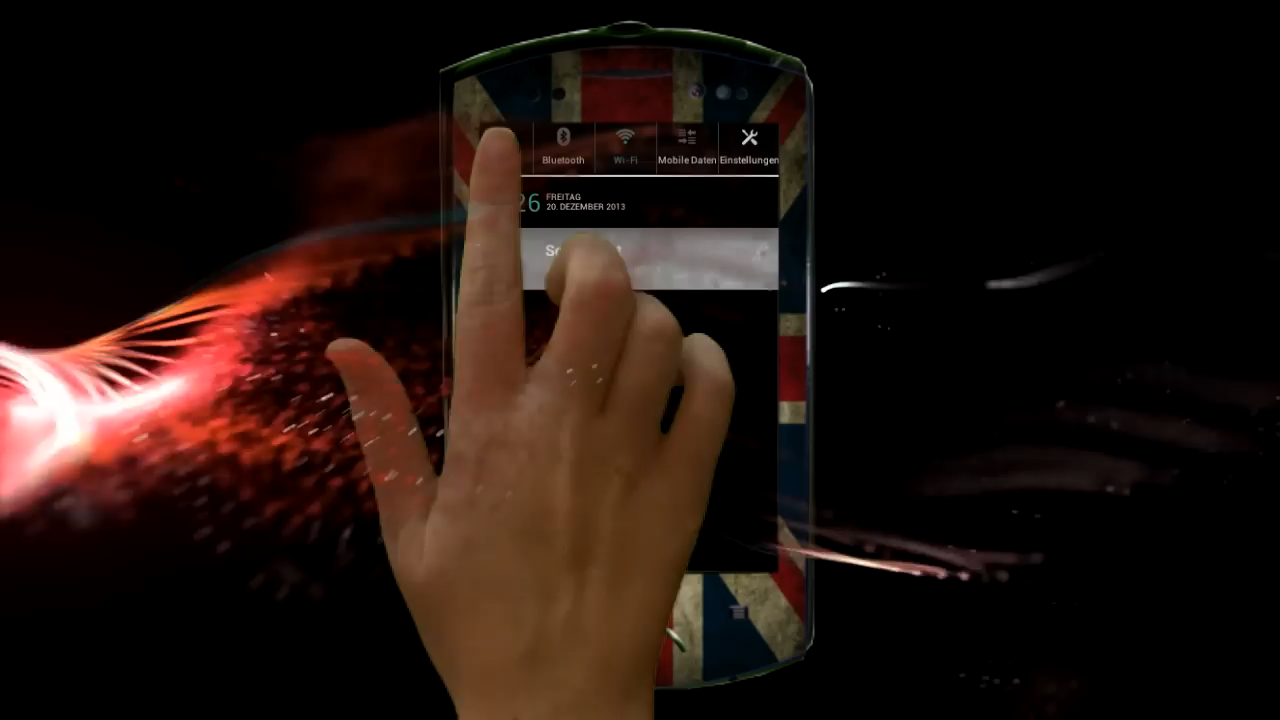 Bluetooth
Wi-Fi
Mobile Daten
Einstellungen
26
FREITAG
20. DEZEMBER 2013